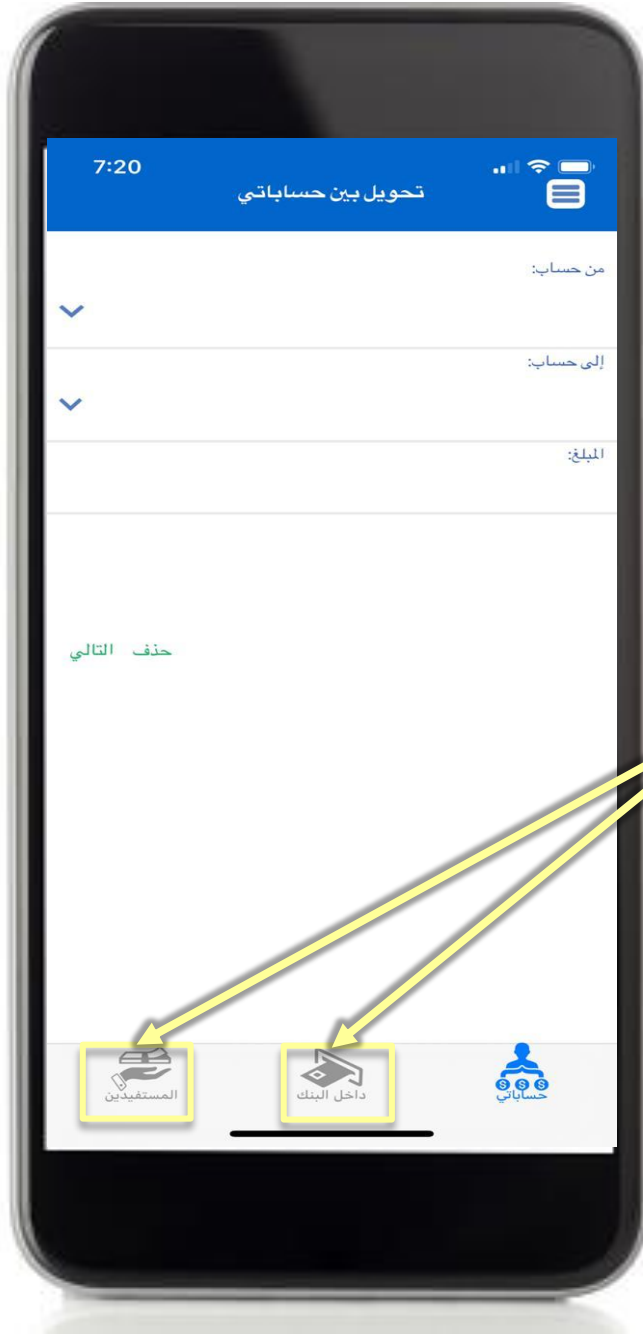 7:20
تحويل بين حساباتي
من حساب:
إلى حساب:
المبلغ:
حذف التالي
حساباتي
داخل البنك
المستفيدين